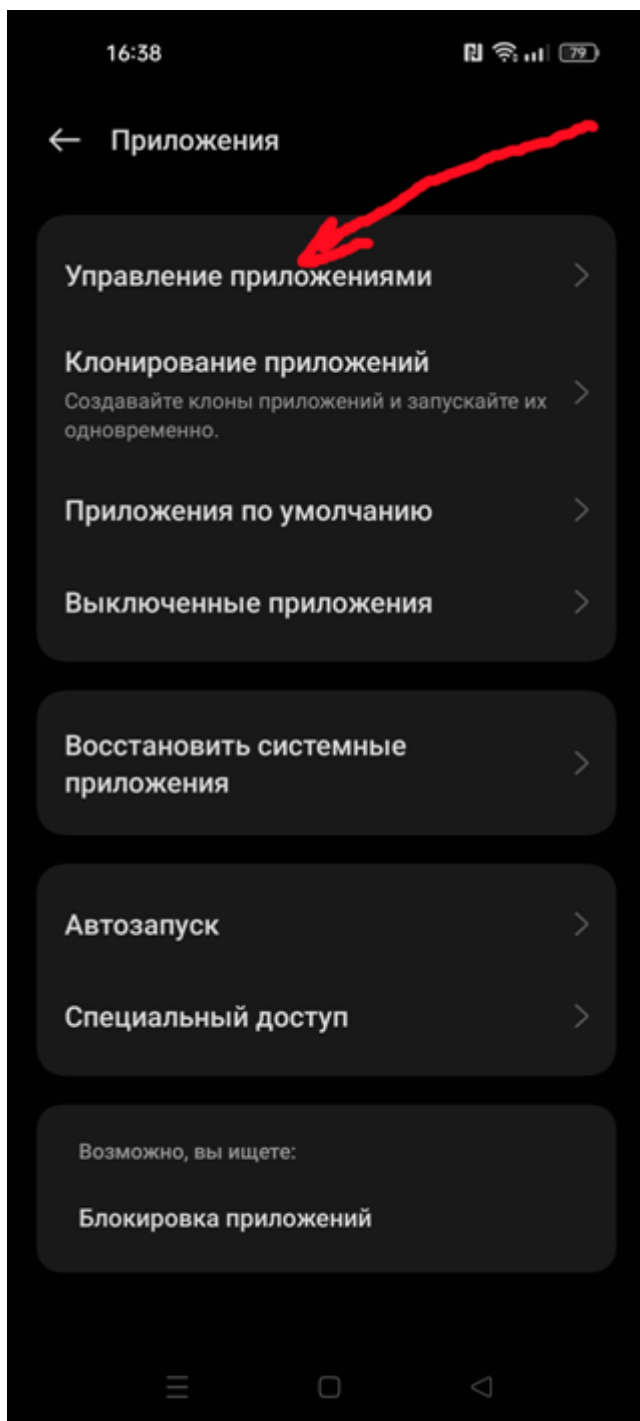 16:38
79
Приложения
Управление приложениями
Клонирование приложений
Создавайте клоны приложений и запускайте их
одновременно.
Приложения по умолчанию
Выключенные приложения
Восстановить системные
приложения
Автозапуск
Специальный доступ
Возможно, вы ищете:
Блокировка приложений